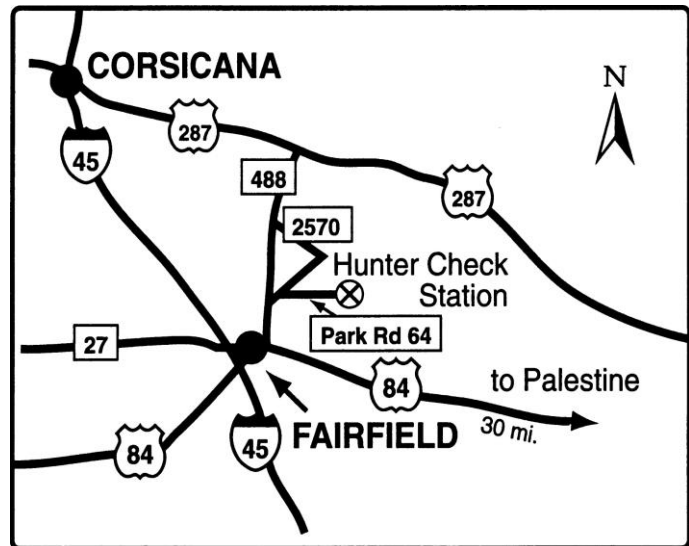 CORSICANA
N
287
45
488
287
2570
Hunter Check
Station
Park Rd 64
27
to Palestine
84
30 mi.
FAIRFIELD
84
45